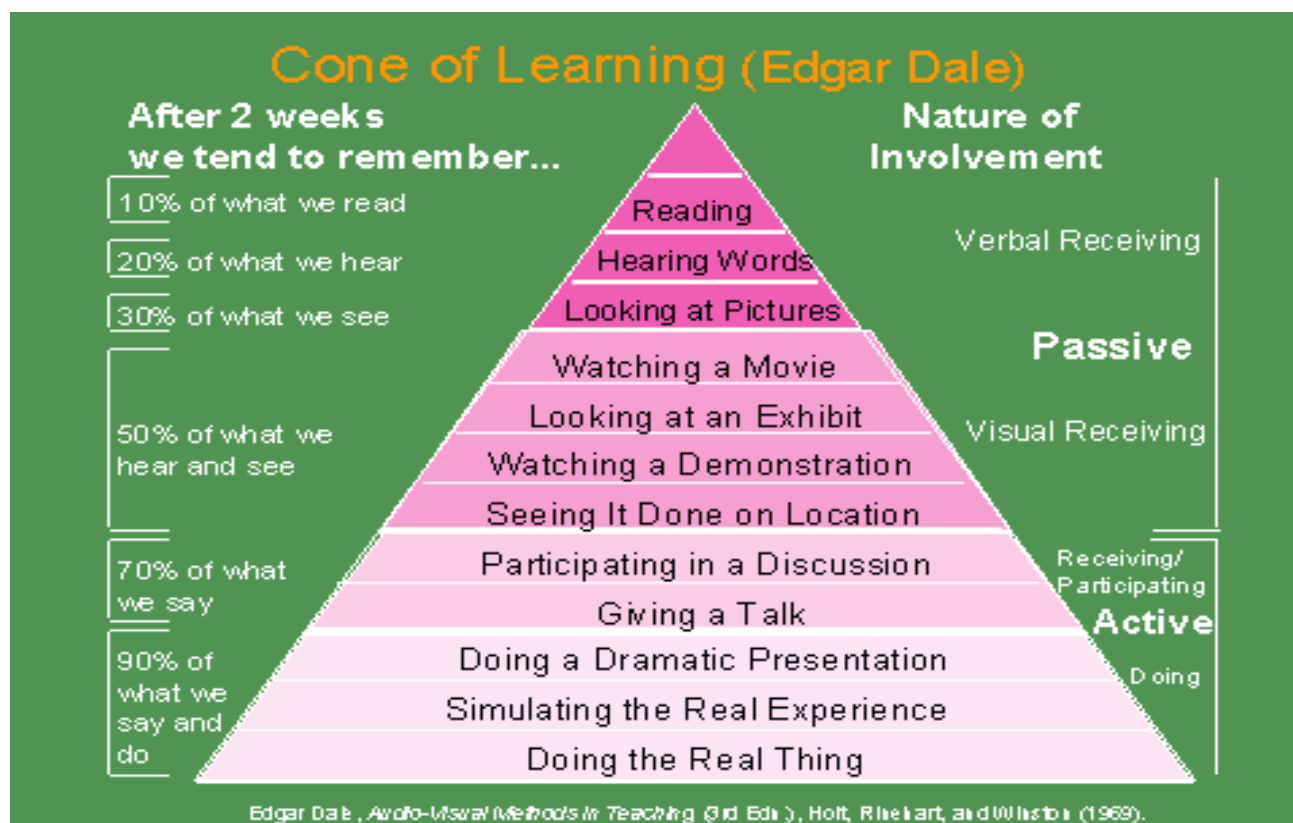 Cone of Learning (Edgar Dale)
After 2 weeks
we tend to remember...
Nature of
Involvement
10% of what we read
Reading
Verbal Receiving
20% of what we hear
Hearing Words
30% of what we see
Looking at Pictures
Passive
Watching a Movie
50% of what we
hear and see
Looking at an Exhibit
Visual Receiving
Watching a Demonstration
Seeing It Done on Location
70% of what
we say
Participating in a Discussion
Receiving/
Participating
Giving a Talk
Active
90% of
what we
say and
do
Doing a Dramatic Presentation
Doing
Simulating the Real Experience
Doing the Real Thing
Edgar Dale, Audio-Visual Methods in Teaching (3rd Edn.), Holt, Rinehart, and Winston (1969).